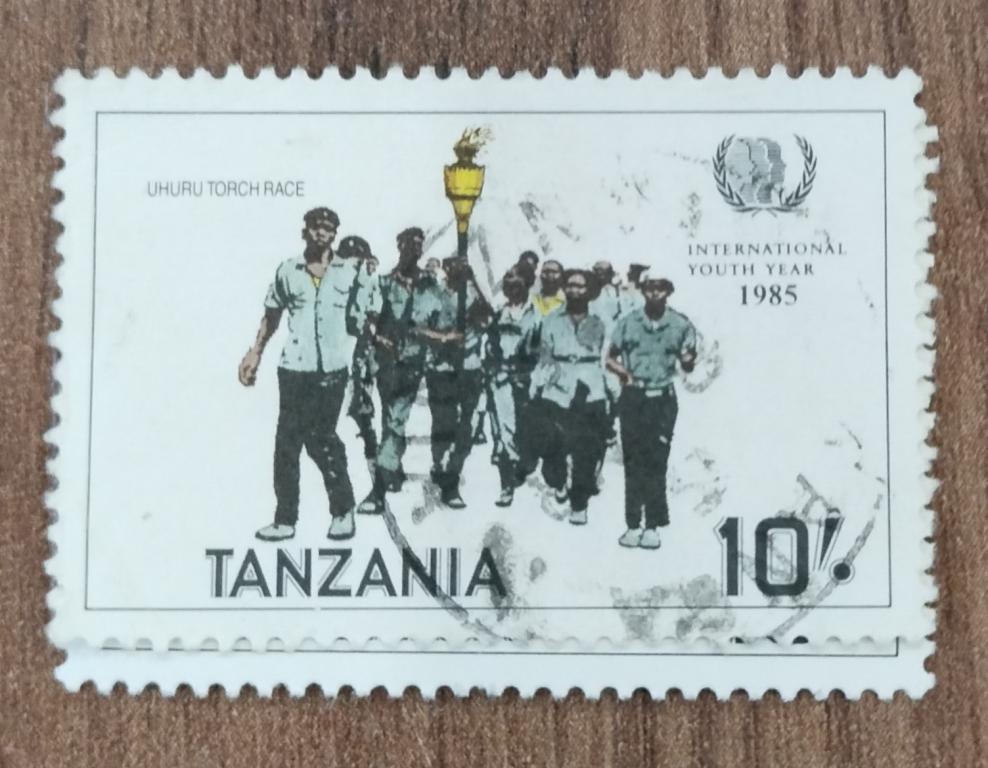 UHURU TORCH RACE
INTERNATIONAL
YOUTH YEAR
1985
TANZANIA
10/.